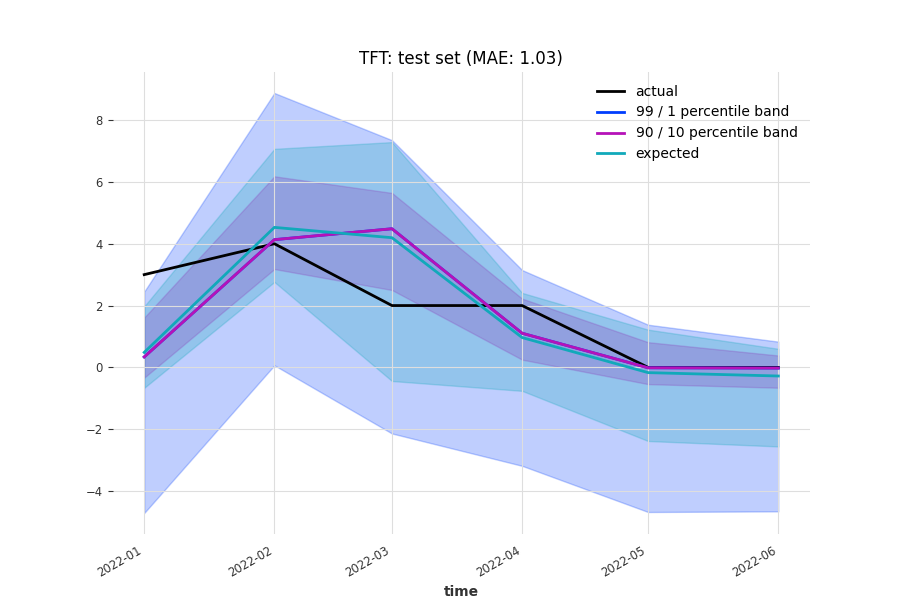 TFT: test set (MAE: 1.03)
actual
99 / 1 percentile band
90 / 10 percentile band
expected
8
6
4
2
0
−2
−4
2022-01
2022-02
2022-03
2022-04
2022-05
2022-06
time